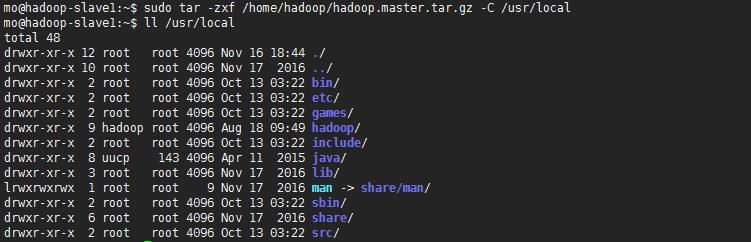 mo@hadoop-slave1:~$ sudo tar -zxf /home/hadoop/hadoop.master.tar.gz -C /usr/local
mo@hadoop-slave1:~$ ll /usr/local
total 48
drwxr-xr-x 12 root   root 4096 Nov 16 18:44 ./
drwxr-xr-x 10 root   root 4096 Nov 17  2016 ../
drwxr-xr-x  2 root   root 4096 Oct 13 03:22 bin/
drwxr-xr-x  2 root   root 4096 Oct 13 03:22 etc/
drwxr-xr-x  2 root   root 4096 Oct 13 03:22 games/
drwxr-xr-x  9 hadoop root 4096 Aug 18 09:49 hadoop/
drwxr-xr-x  2 root   root 4096 Oct 13 03:22 include/
drwxr-xr-x  8 uucp    143 4096 Apr 11  2015 java/
drwxr-xr-x  3 root   root 4096 Nov 17  2016 lib/
lrwxrwxrwx  1 root   root    9 Nov 17  2016 man -> share/man/
drwxr-xr-x  2 root   root 4096 Oct 13 03:22 sbin/
drwxr-xr-x  6 root   root 4096 Nov 17  2016 share/
drwxr-xr-x  2 root   root 4096 Oct 13 03:22 src/